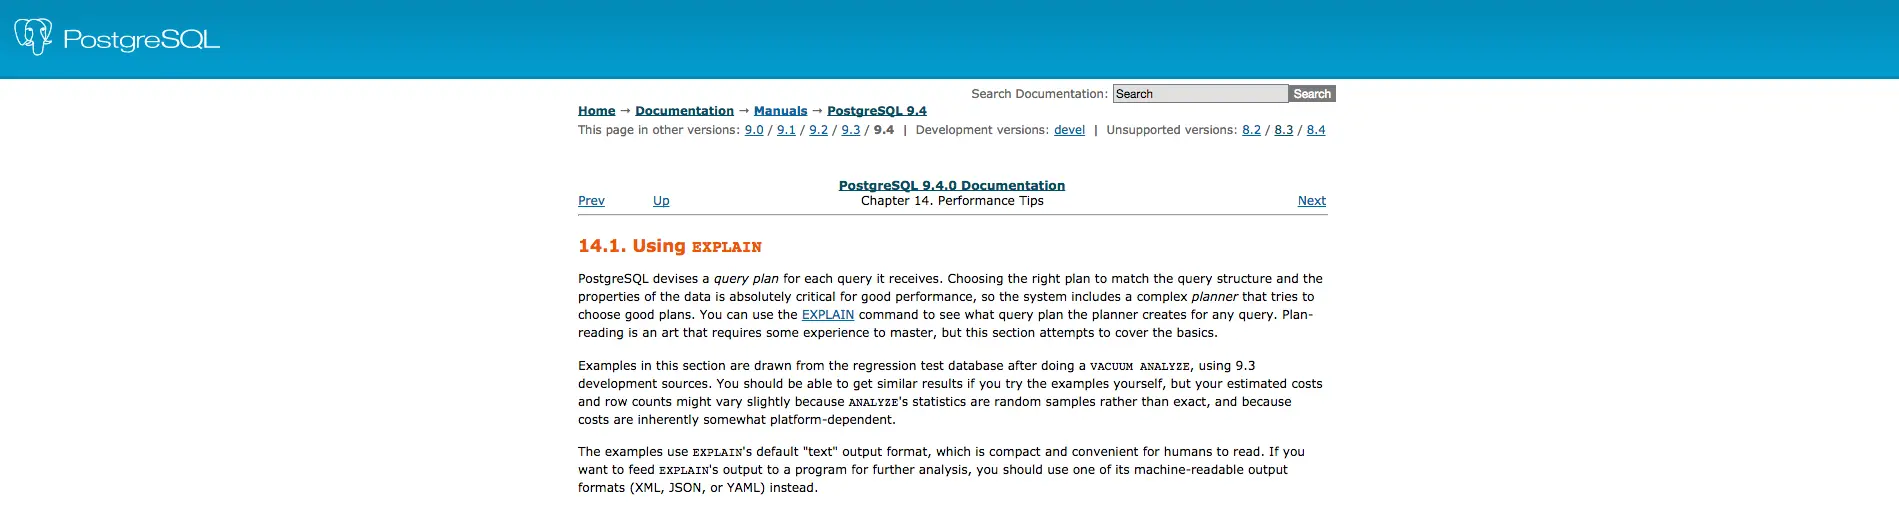 PostgreSQL
Search Documentation: Search Search
Home → Documentation → Manuals → PostgreSQL 9.4
This page in other versions: 9.0 / 9.1 / 9.2 / 9.3 / 9.4 | Development versions: devel | Unsupported versions: 8.2 / 8.3 / 8.4
PostgreSQL 9.4.0 Documentation
Prev Up Chapter 14. Performance Tips Next
14.1. Using EXPLAIN
PostgreSQL devises a query plan for each query it receives. Choosing the right plan to match the query structure and the
properties of the data is absolutely critical for good performance, so the system includes a complex planner that tries to
choose good plans. You can use the EXPLAIN command to see what query plan the planner creates for any query. Plan-
reading is an art that requires some experience to master, but this section attempts to cover the basics.
Examples in this section are drawn from the regression test database after doing a VACUUM ANALYZE, using 9.3
development sources. You should be able to get similar results if you try the examples yourself, but your estimated costs
and row counts might vary slightly because ANALYZE's statistics are random samples rather than exact, and because
costs are inherently somewhat platform-dependent.
The examples use EXPLAIN's default "text" output format, which is compact and convenient for humans to read. If you
want to feed EXPLAIN's output to a program for further analysis, you should use one of its machine-readable output
formats (XML, JSON, or YAML) instead.